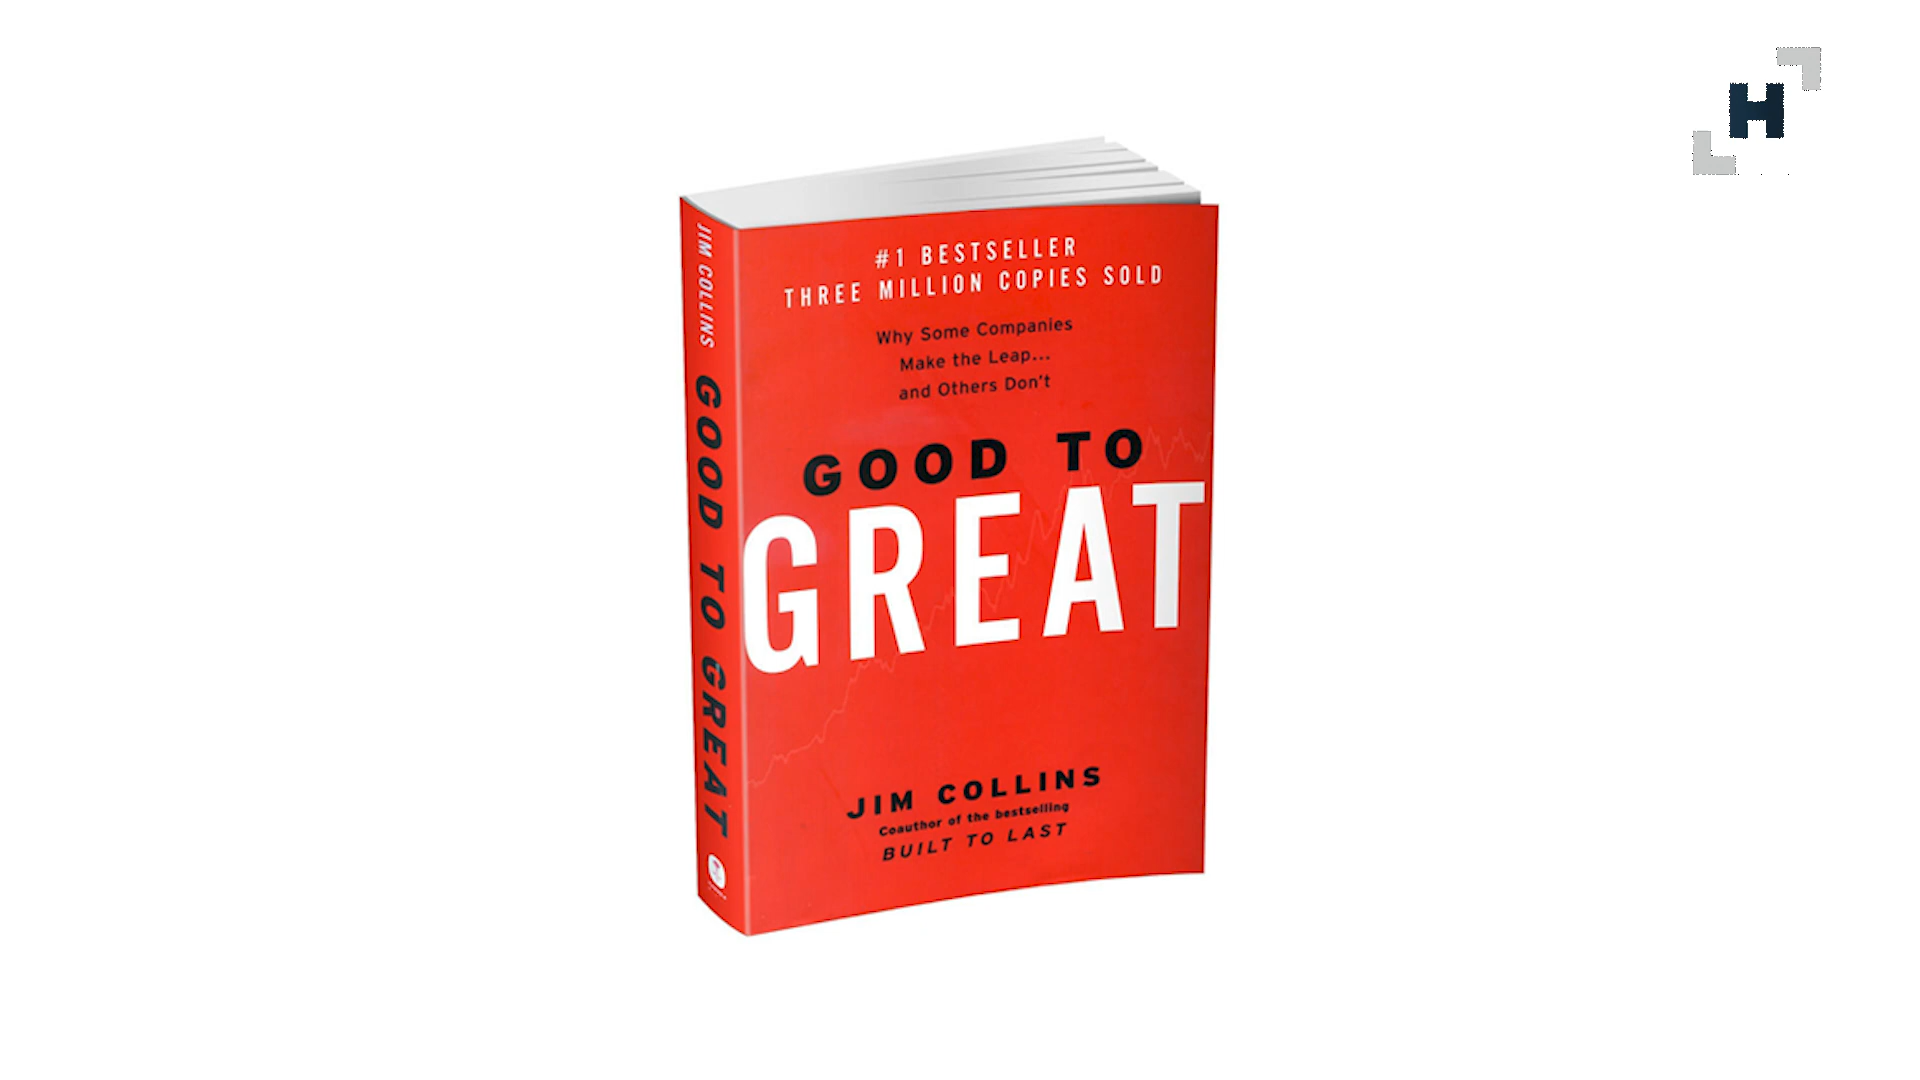 H
JIM COLLINS GOOD TO GREAT
#1 BESTSELLER
THREE MILLION COPIES SOLD
Why Some Companies
Make the Leap...
and Others Don't
GOOD TO
GREAT
JIM COLLINS
Coauthor of the bestselling
BUILT TO LAST